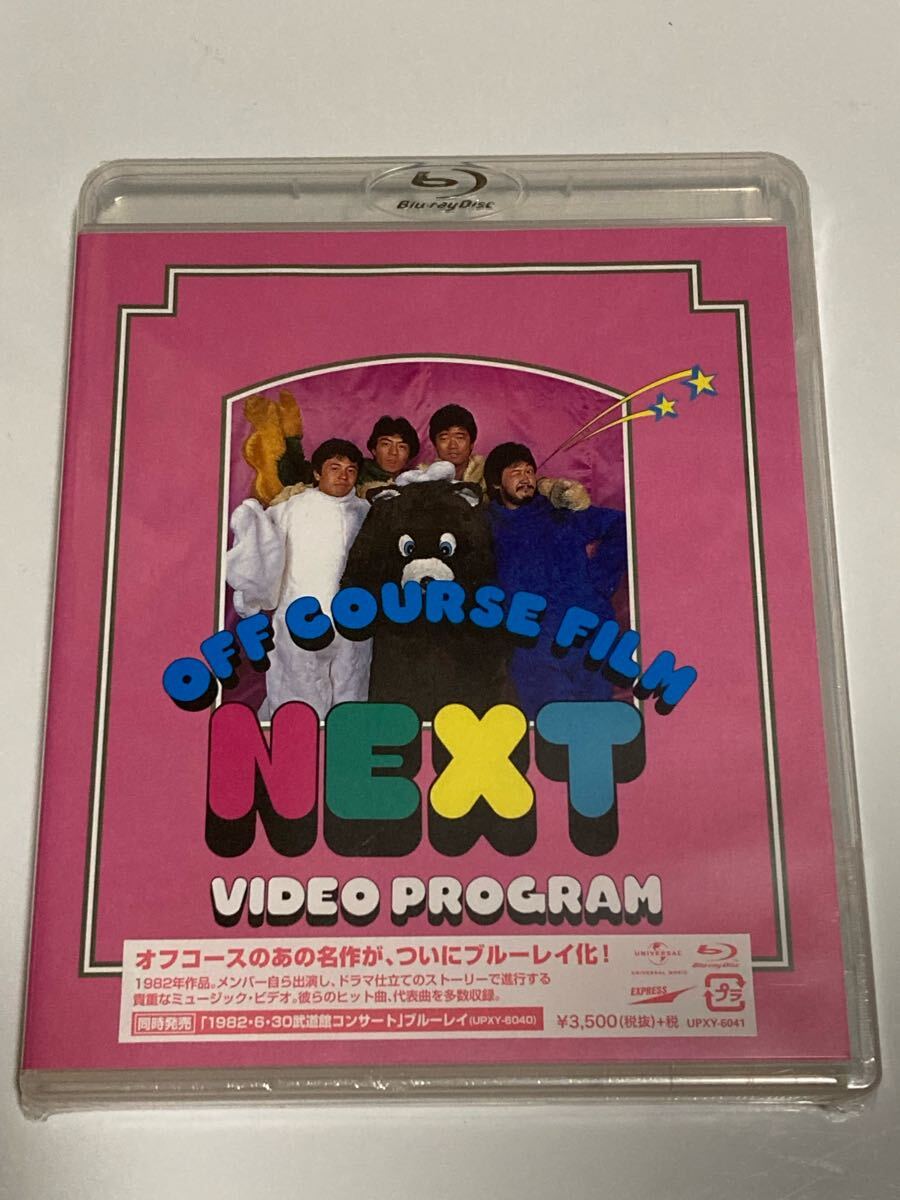 Blu-ray Disc
OFF COURSE FILM
NEXT
VIDEO PROGRAM
オフコースのあの名作が、ついにブルーレイ化!
1982年作品。メンバー自ら出演し、ドラマ仕立てのストーリーで進行する
貴重なミュージック・ビデオ。彼らのヒット曲、代表曲を多数収録。
同時発売 「1982・6・30武道館コンサート」ブルーレイ(UPXY-6040)
UNIVERSAL
UNIVERSAL MUSIC
Blu-ray Disc
EXPRESS
プラ
¥3,500(税抜)+税 UPXY-6041